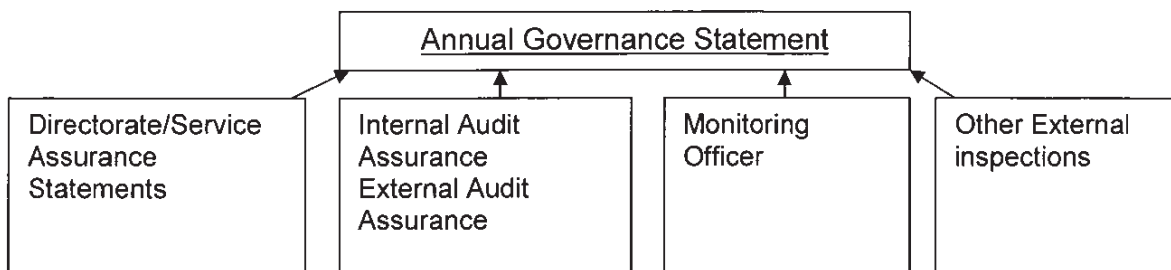 Annual Governance Statement
Directorate/Service
Assurance
Statements
Internal Audit
Assurance
External Audit
Assurance
Monitoring
Officer
Other External
inspections